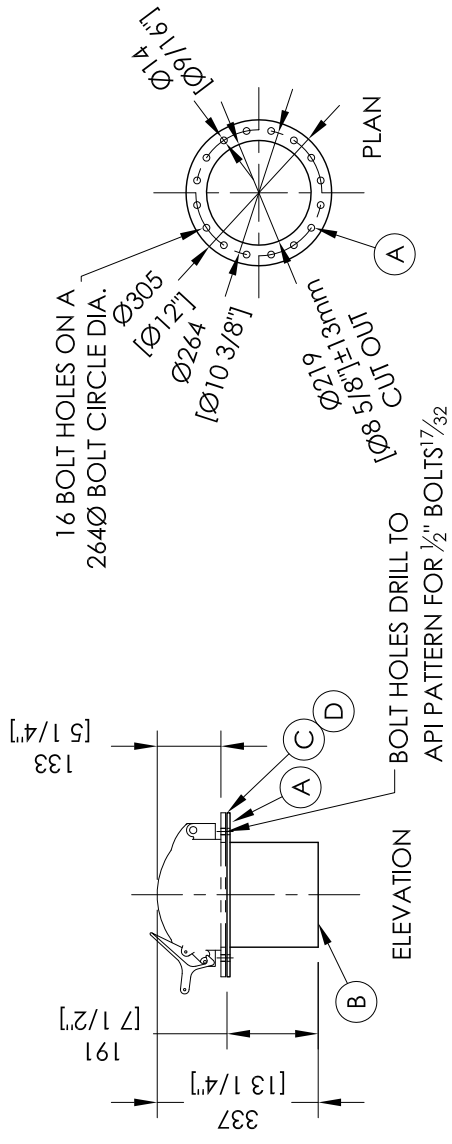 16 BOLT HOLES ON A
264Ø BOLT CIRCLE DIA.
Ø305
[Ø12"]
Ø264
[Ø10 3/8"]
Ø219
[Ø8 5/8"]±13mm
CUT OUT
Ø14
[Ø9/16"]
A
PLAN
133
[5 1/4"]
191
[7 1/2"]
337
[13 1/4"]
C
D
A
B
BOLT HOLES DRILL TO
API PATTERN FOR ½" BOLTS 17/32
ELEVATION